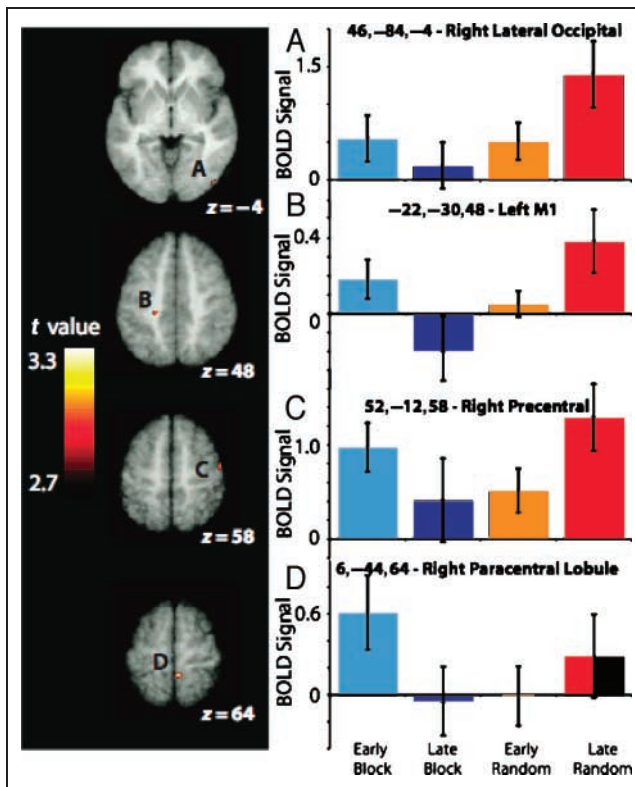 A
46,−84,−4 - Right Lateral Occipital
BOLD Signal
1.5
0
A
z=−4
B
−22,−30,48 - Left M1
BOLD Signal
0.4
0
B
z=48
t value
3.3
2.7
C
52,−12,58 - Right Precentral
BOLD Signal
1.0
0
C
z=58
D
6,−44,64 - Right Paracentral Lobule
BOLD Signal
0.6
0
D
z=64
Early Block
Late Block
Early Random
Late Random